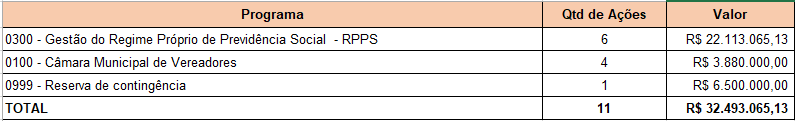 Programa Qtd de Ações Valor
0300 - Gestão do Regime Próprio de Previdência Social - RPPS 6 R$ 22.113.065,13
0100 - Câmara Municipal de Vereadores 4 R$ 3.880.000,00
0999 - Reserva de contingência 1 R$ 6.500.000,00
TOTAL 11 R$ 32.493.065,13